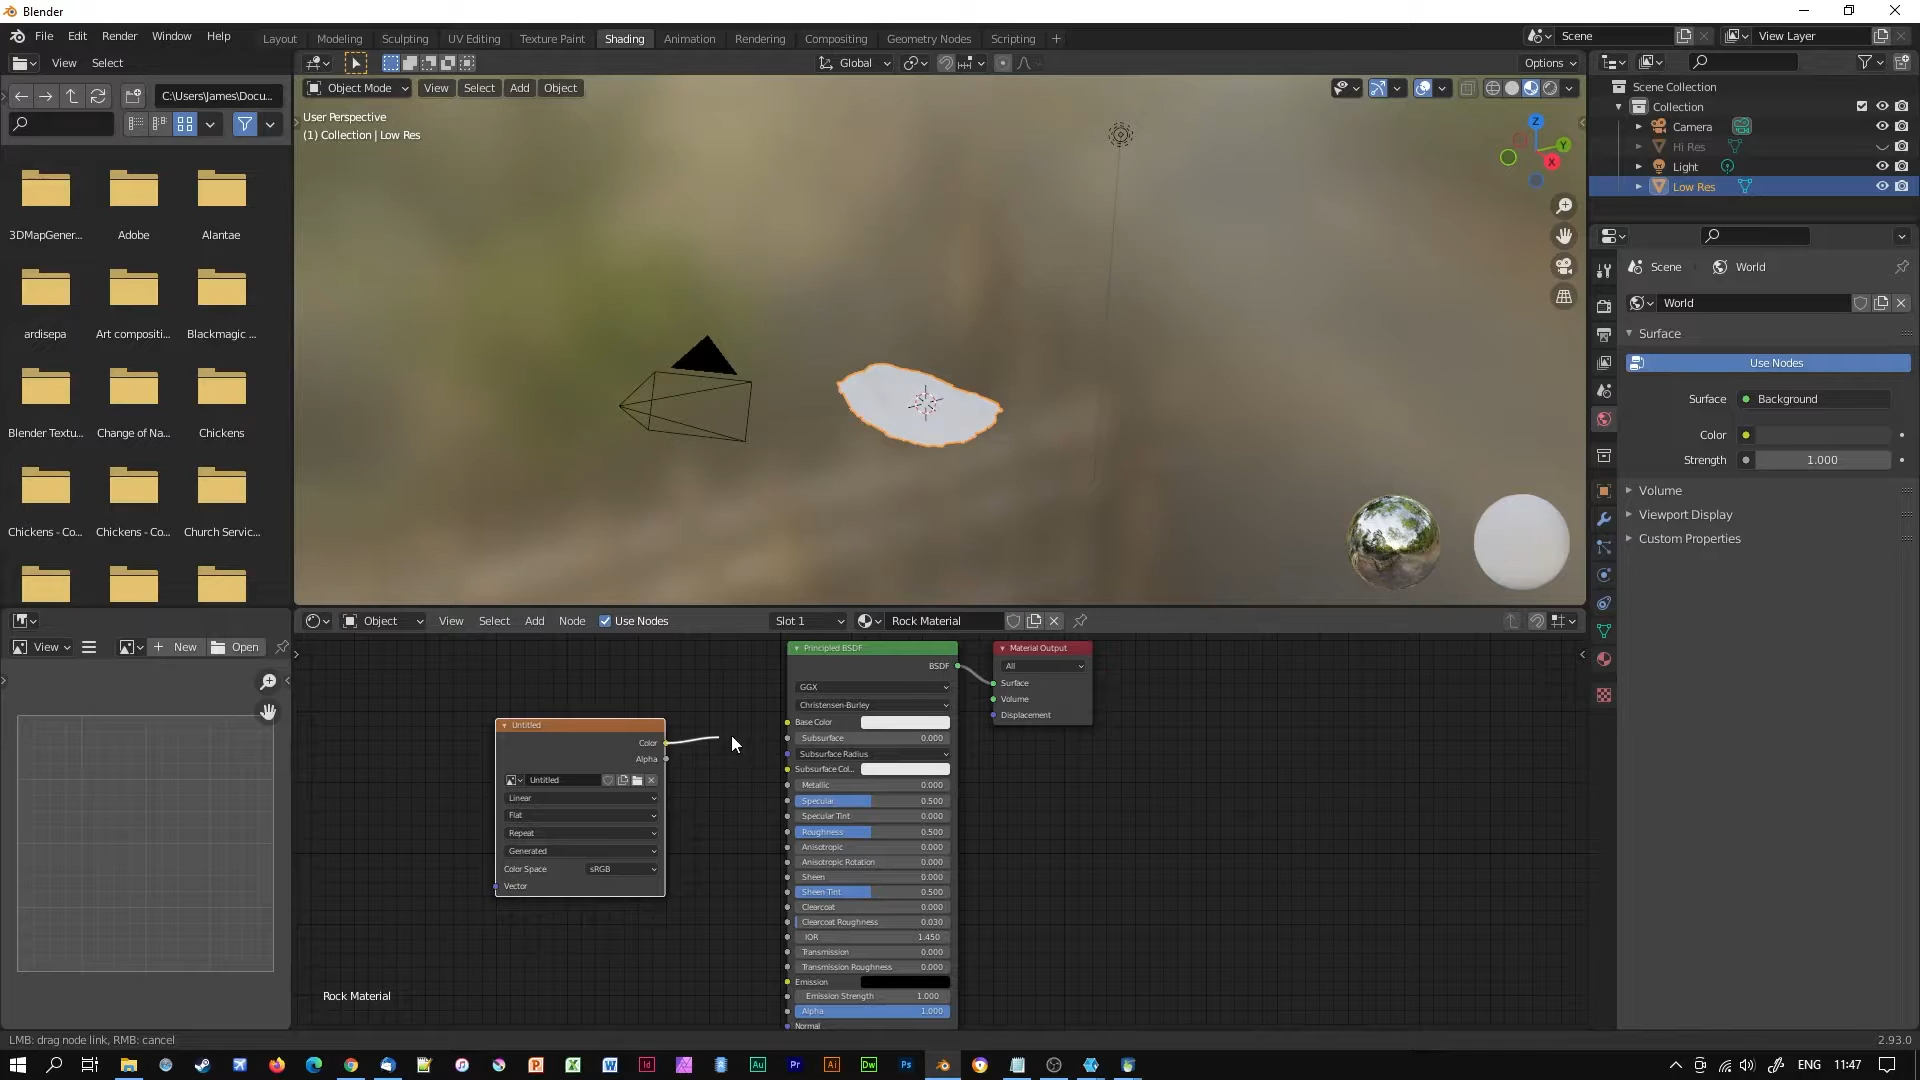 Blender
File Edit Render Window Help
Layout Modeling Sculpting UV Editing Texture Paint Shading Animation Rendering Compositing Geometry Nodes Scripting +
Scene
View Layer
View Select
Global
Options
C:\Users\James\Docu...
Object Mode View Select Add Object
User Perspective
(1) Collection | Low Res
Z
Y
X
Scene Collection
Collection
Camera
Hi Res
Light
Low Res
3DMapGener... Adobe Alantae
ardisepa Art compositi... Blackmagic ...
Blender Textu... Change of Na... Chickens
Chickens - Co... Chickens - Co... Church Servic...
Scene World
World
Surface
Use Nodes
Surface Background
Color
Strength 1.000
Volume
Viewport Display
Custom Properties
Object View Select Add Node Use Nodes Slot 1 Rock Material
View New Open
Untitled
Color
Alpha
Untitled
Linear
Flat
Repeat
Generated
Color Space sRGB
Vector
Principled BSDF
BSDF
GGX
Christensen-Burley
Base Color
Subsurface 0.000
Subsurface Radius
Subsurface Col...
Metallic 0.000
Specular 0.500
Specular Tint 0.000
Roughness 0.500
Anisotropic 0.000
Anisotropic Rotation 0.000
Sheen 0.000
Sheen Tint 0.500
Clearcoat 0.000
Clearcoat Roughness 0.030
IOR 1.450
Transmission 0.000
Transmission Roughness 0.000
Emission
Emission Strength 1.000
Alpha 1.000
Normal
Material Output
All
Surface
Volume
Displacement
Rock Material
LMB: drag node link, RMB: cancel
2.93.0
ENG 11:47